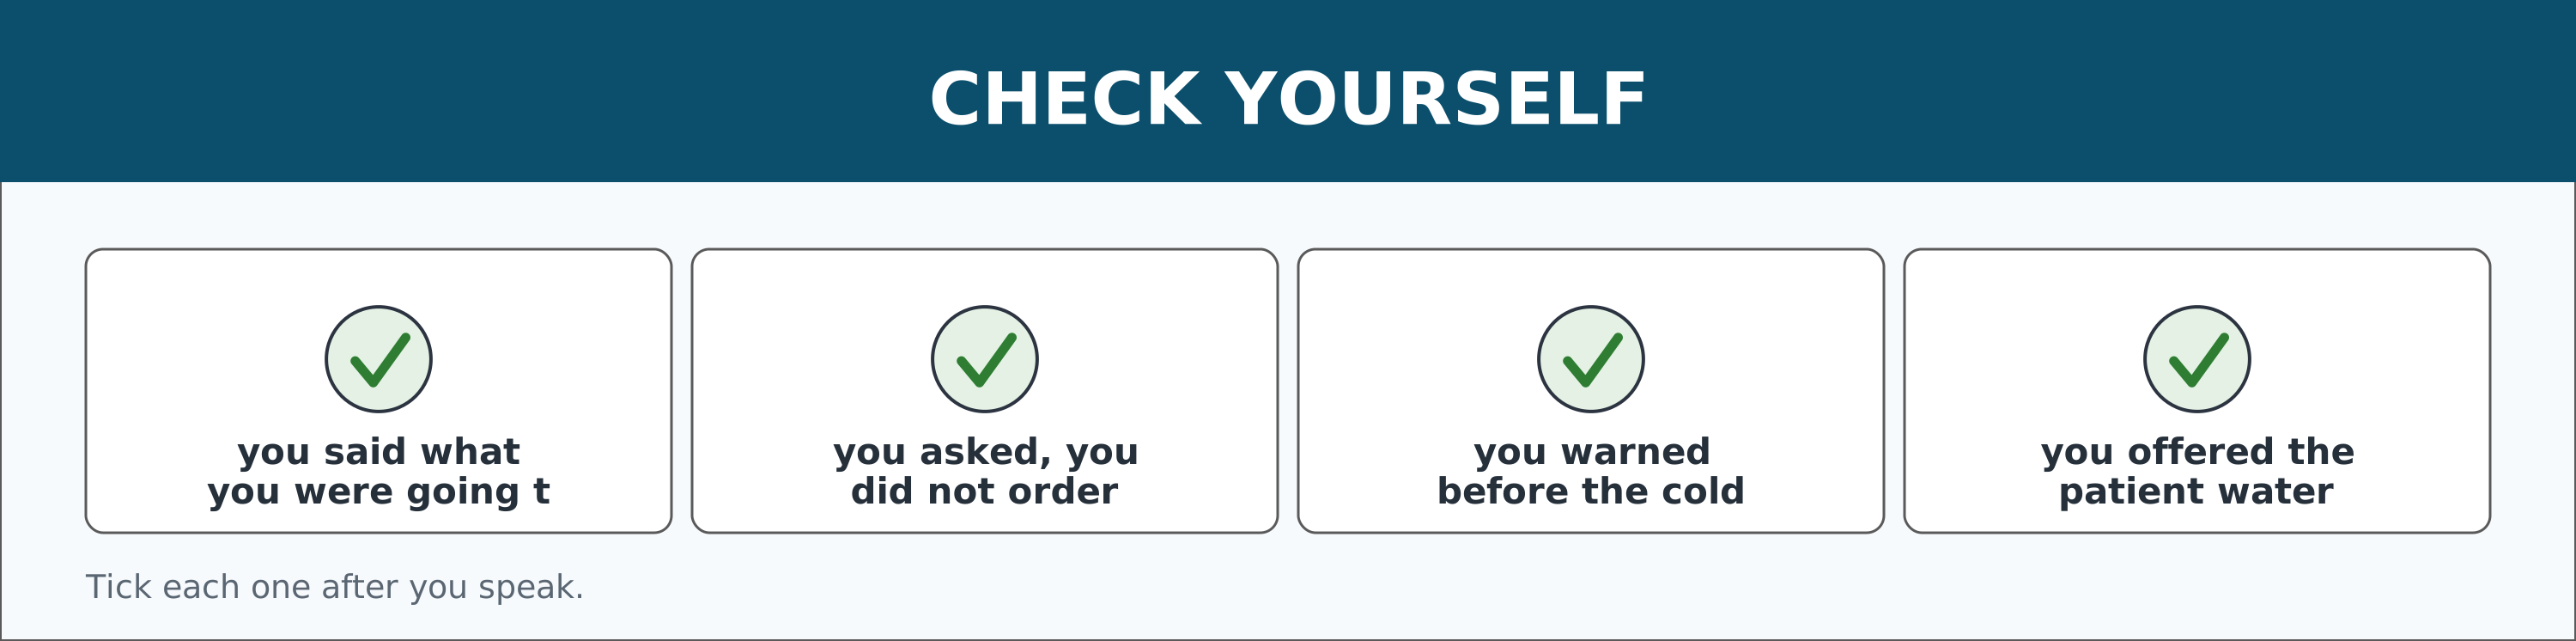 CHECK YOURSELF
you said what
you were going t
you asked, you
did not order
you warned
before the cold
you offered the
patient water
Tick each one after you speak.